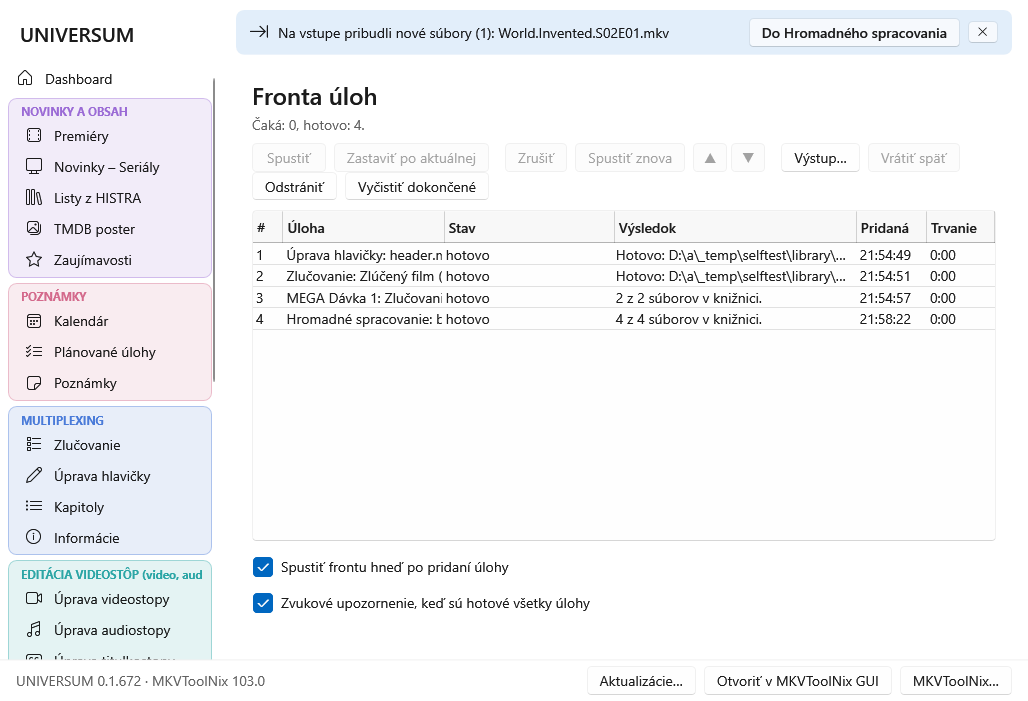 UNIVERSUM
Na vstupe pribudli nové súbory (1): World.Invented.S02E01.mkv
Do Hromadného spracovania
Dashboard
NOVINKY A OBSAH
Premiéry
Novinky – Seriály
Listy z HISTRA
TMDB poster
Zaujímavosti
POZNÁMKY
Kalendár
Plánované úlohy
Poznámky
MULTIPLEXING
Zlučovanie
Úprava hlavičky
Kapitoly
Informácie
EDITÁCIA VIDEOSTÔP (video, aud
Úprava videostopy
Úprava audiostopy
Fronta úloh
Čaká: 0, hotovo: 4.
Spustiť Zastaviť po aktuálnej Zrušiť Spustiť znova ▲ ▼ Výstup... Vrátiť späť
Odstrániť Vyčistiť dokončené
# Úloha Stav Výsledok Pridaná Trvanie
1 Úprava hlavičky: header.m hotovo Hotovo: D:\a\_temp\selftest\library\... 21:54:49 0:00
2 Zlučovanie: Zlúčený film ( hotovo Hotovo: D:\a\_temp\selftest\library\... 21:54:51 0:00
3 MEGA Dávka 1: Zlučovani hotovo 2 z 2 súborov v knižnici. 21:54:57 0:00
4 Hromadné spracovanie: hotovo 4 z 4 súborov v knižnici. 21:58:22 0:00
Spustiť frontu hneď po pridaní úlohy
Zvukové upozornenie, keď sú hotové všetky úlohy
UNIVERSUM 0.1.672 · MKVToolNix 103.0
Aktualizácie... Otvoriť v MKVToolNix GUI MKVToolNix...